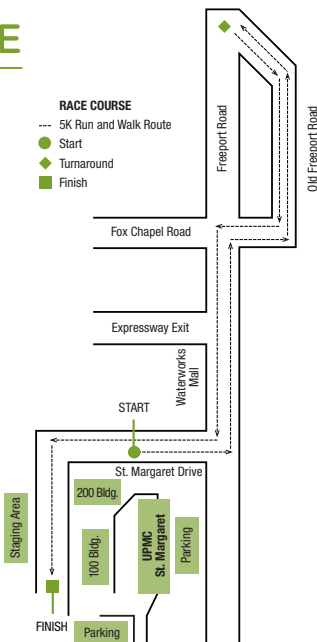 E
RACE COURSE
5K Run and Walk Route
Start
Turnaround
Finish
Freeport Road
Old Freeport Road
Fox Chapel Road
Expressway Exit
Waterworks
Mall
START
St. Margaret Drive
Staging Area
200 Bldg.
100 Bldg.
UPMC
St. Margaret
Parking
FINISH
Parking